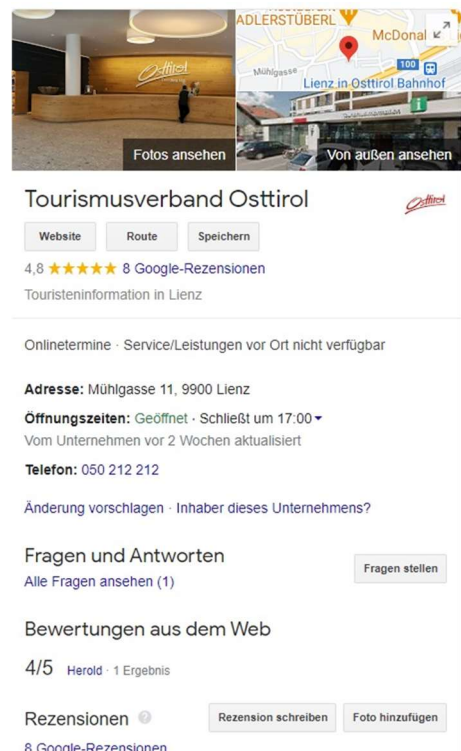 ADLERSTÜBERL
McDonal
Mühlgasse
100
Lienz in Osttirol Bahnhof
Osttirol
i
Fotos ansehen
Von außen ansehen
Tourismusverband Osttirol
Osttirol
Website
Route
Speichern
4,8 8 Google-Rezensionen
Touristeninformation in Lienz
Onlinetermine · Service/Leistungen vor Ort nicht verfügbar
Adresse: Mühlgasse 11, 9900 Lienz
Öffnungszeiten: Geöffnet · Schließt um 17:00
Vom Unternehmen vor 2 Wochen aktualisiert
Telefon: 050 212 212
Änderung vorschlagen · Inhaber dieses Unternehmens?
Fragen und Antworten
Fragen stellen
Alle Fragen ansehen (1)
Bewertungen aus dem Web
4/5 Herold · 1 Ergebnis
Rezensionen ?
Rezension schreiben
Foto hinzufügen
8 Google-Rezensionen